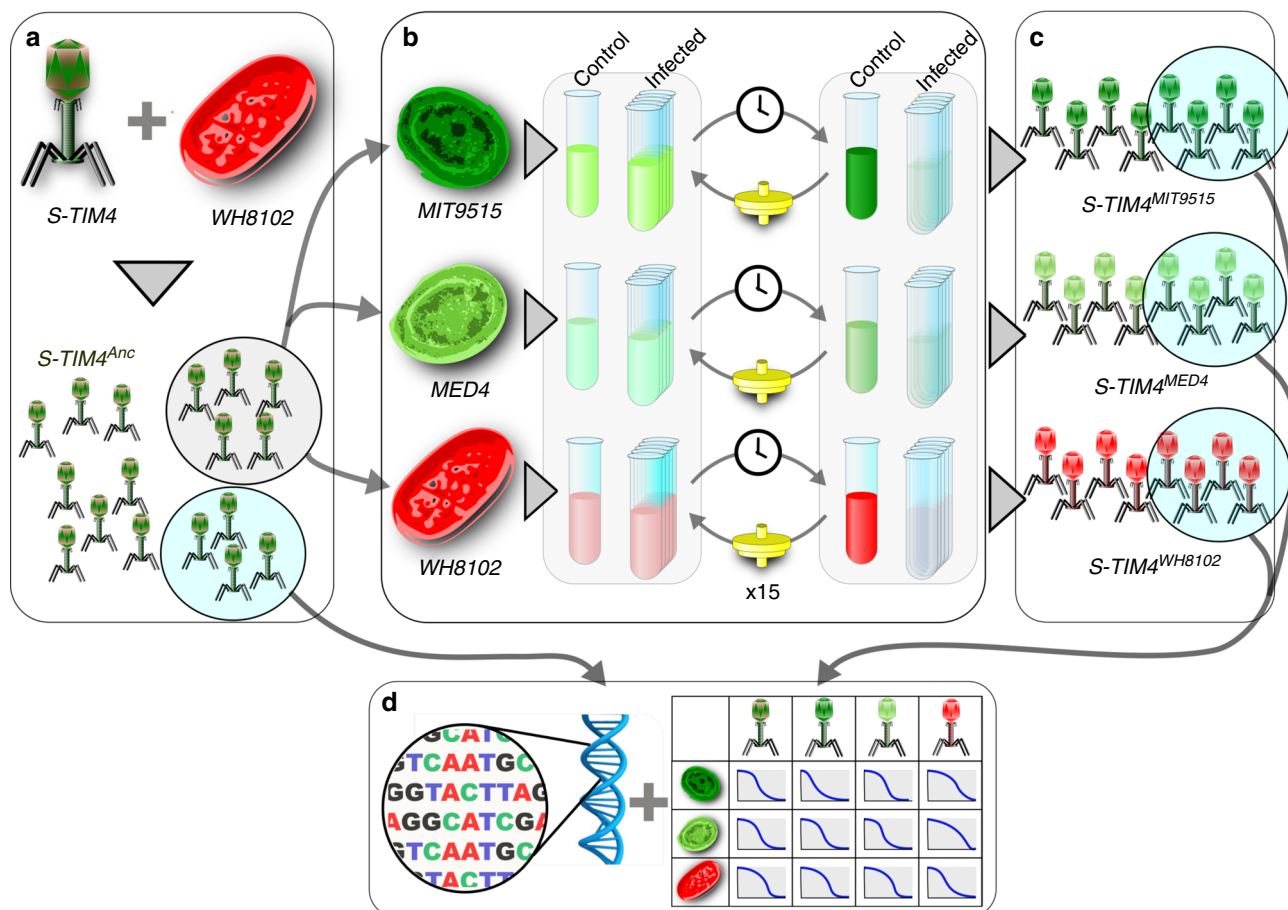 a
S-TIM4
WH8102
S-TIM4^Anc
b
Control
Infected
Control
Infected
MIT9515
MED4
WH8102
x15
c
S-TIM4^MIT9515
S-TIM4^MED4
S-TIM4^WH8102
d
GCATC
GTCAATGC
GGTACTTAG
AGGCATCGA
GTCAATGC
TACTT